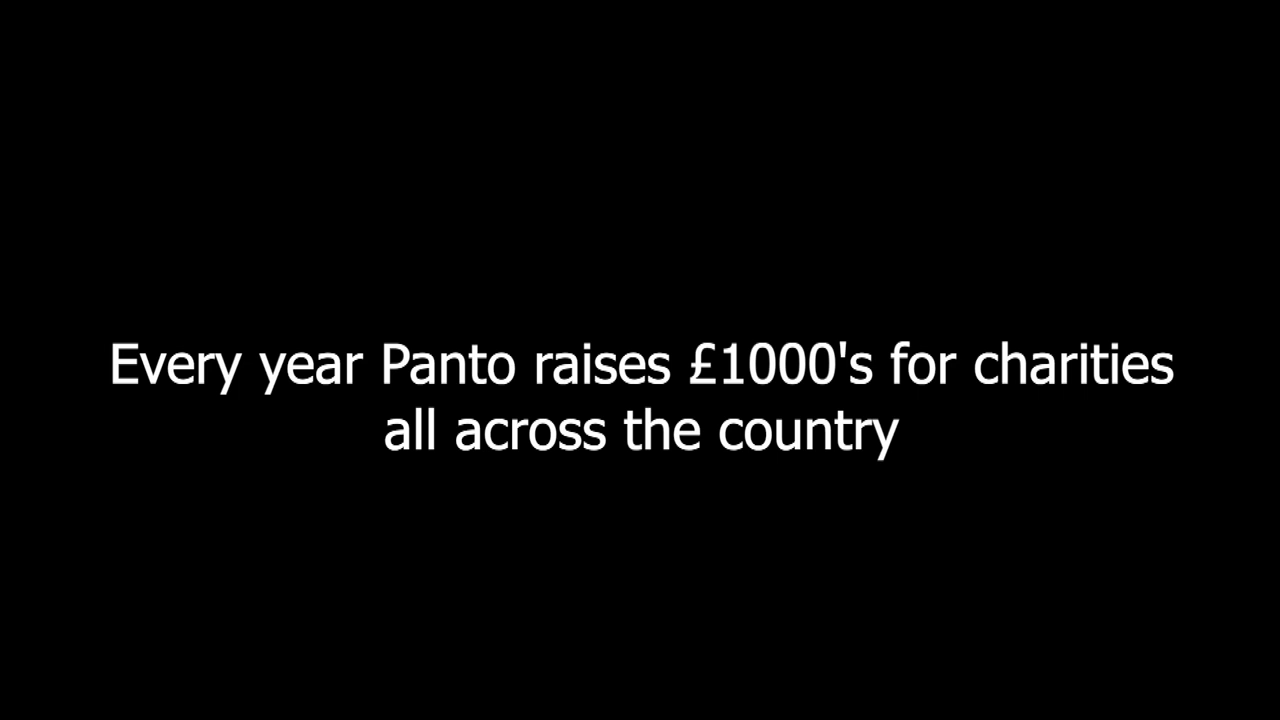 Every year Panto raises £1000's for charities
all across the country